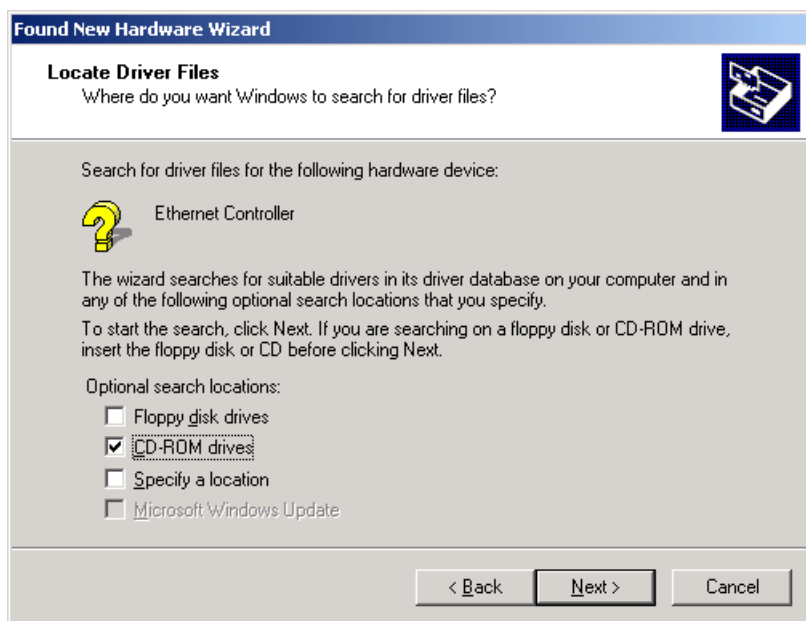 Found New Hardware Wizard
Locate Driver Files
Where do you want Windows to search for driver files?
Search for driver files for the following hardware device:
Ethernet Controller
The wizard searches for suitable drivers in its driver database on your computer and in
any of the following optional search locations that you specify.
To start the search, click Next. If you are searching on a floppy disk or CD-ROM drive,
insert the floppy disk or CD before clicking Next.
Optional search locations:
Floppy disk drives
CD-ROM drives
Specify a location
Microsoft Windows Update
< Back Next > Cancel